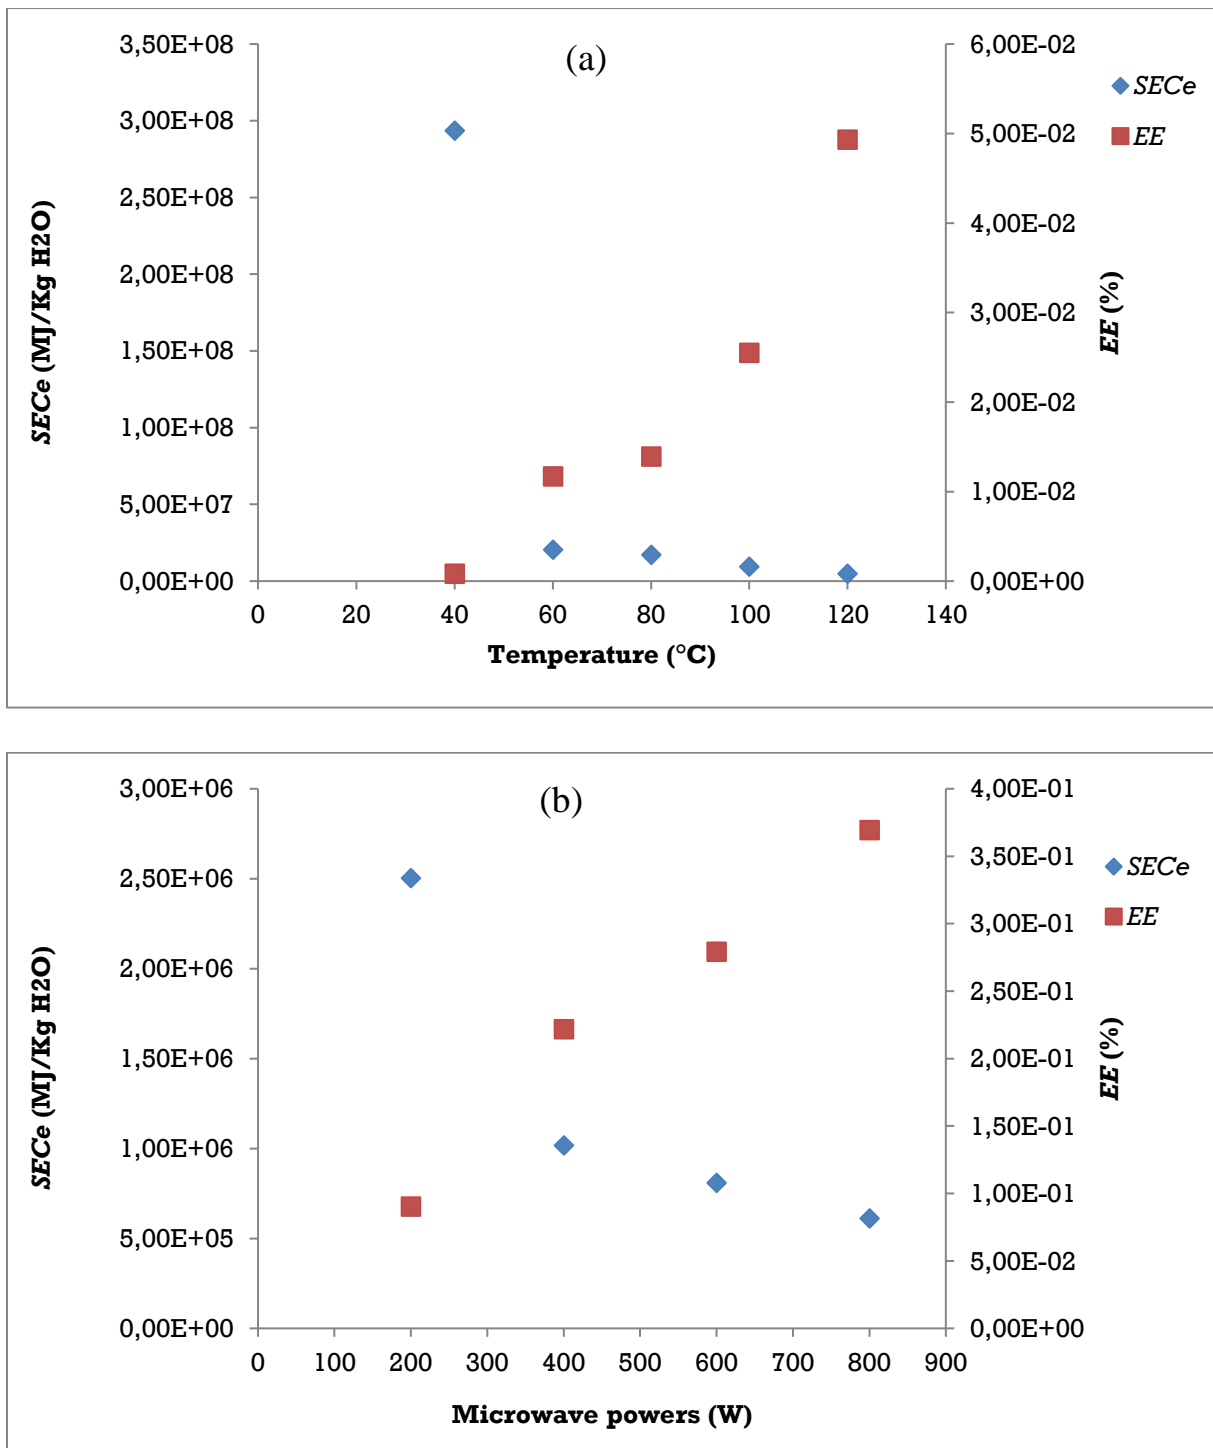 (a)
3,50E+08
3,00E+08
2,50E+08
2,00E+08
1,50E+08
1,00E+08
5,00E+07
0,00E+00
SECe (MJ/Kg H2O)
6,00E-02
5,00E-02
4,00E-02
3,00E-02
2,00E-02
1,00E-02
0,00E+00
EE (%)
SECe
EE
0 20 40 60 80 100 120 140
Temperature (°C)
(b)
3,00E+06
2,50E+06
2,00E+06
1,50E+06
1,00E+06
5,00E+05
0,00E+00
SECe (MJ/Kg H2O)
4,00E-01
3,50E-01
3,00E-01
2,50E-01
2,00E-01
1,50E-01
1,00E-01
5,00E-02
0,00E+00
EE (%)
SECe
EE
0 100 200 300 400 500 600 700 800 900
Microwave powers (W)